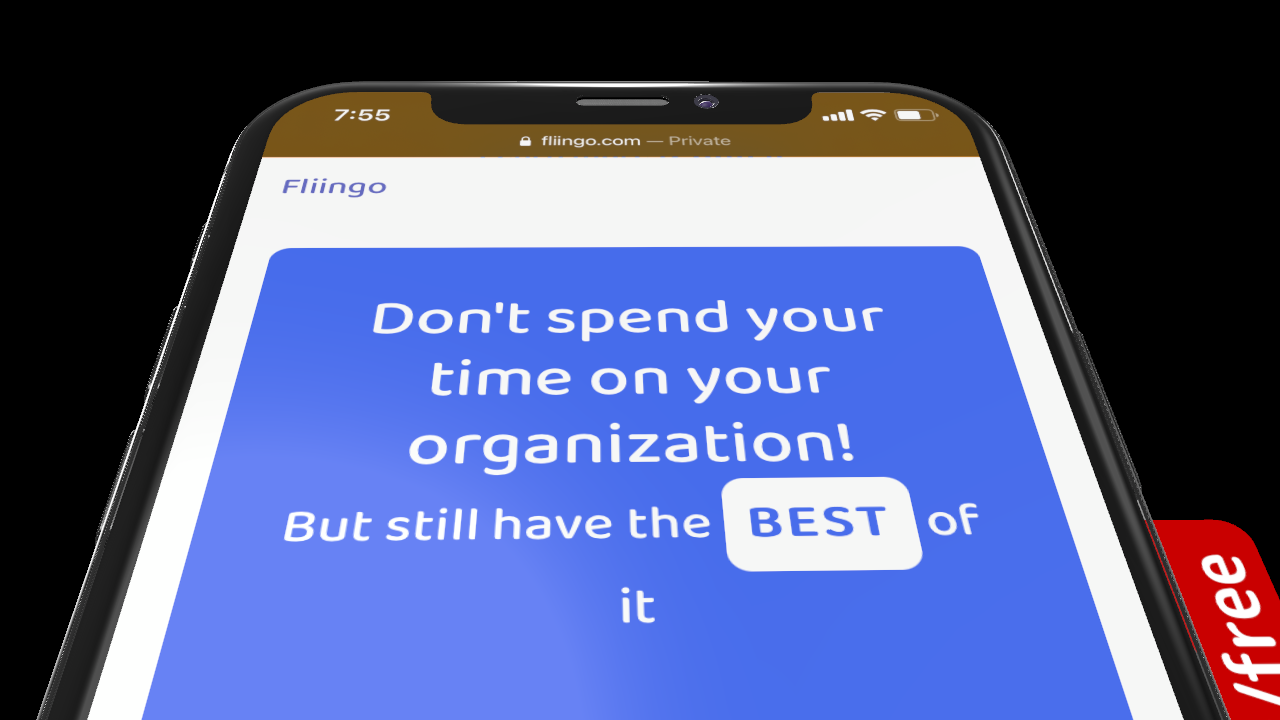 7:55
fliingo.com — Private
Fliingo
Don't spend your
time on your
organization!
But still have the BEST of
it
/free